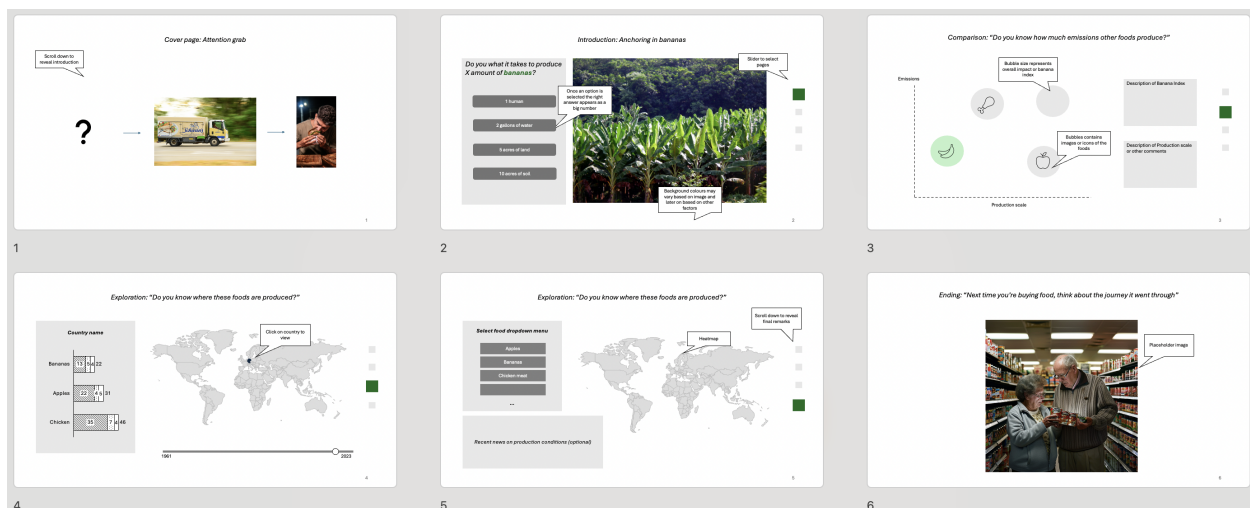 Cover page: Attention grab
Scroll down to
reveal introduction
?
1
1
Introduction: Anchoring in bananas
Do you what it takes to produce
X amount of bananas?
1 human
2 gallons of water
5 acres of land
10 acres of soil
Once an option is
selected the right
answer appears as a
big number
Slider to select
pages
Background colours may
vary based on image and
later on based on other
factors
2
2
Comparison: "Do you know how much emissions other foods produce?"
Emissions
Bubble size represents
overall impact or banana
index
Bubbles contains
images or icons of the
foods
Production scale
Description of Banana Index
Description of Production scale
or other comments
3
3
Exploration: "Do you know where these foods are produced?"
Country name
Bananas
13
5
4
22
Apples
22
4
5
31
Chicken
35
7
4
46
Click on country to
view
1961
2023
4
4
Exploration: "Do you know where these foods are produced?"
Select food dropdown menu
Apples
Bananas
Chicken meat
...
Recent news on production conditions (optional)
Heatmap
Scroll down to reveal
final remarks
5
5
Ending: "Next time you're buying food, think about the journey it went through"
Placeholder image
6
6